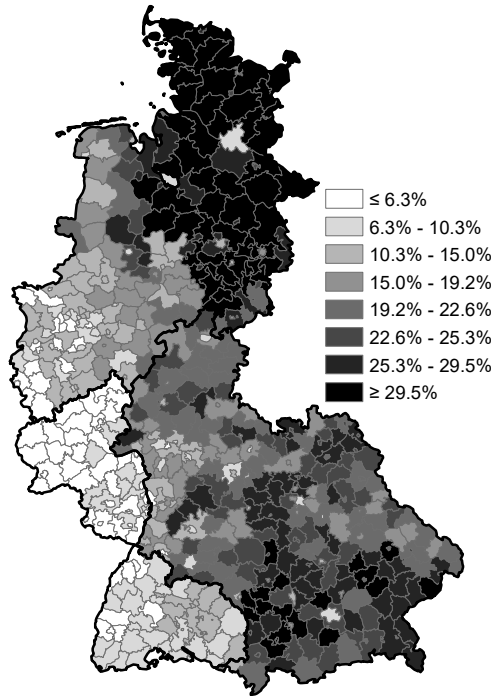 ≤ 6.3%
6.3% - 10.3%
10.3% - 15.0%
15.0% - 19.2%
19.2% - 22.6%
22.6% - 25.3%
25.3% - 29.5%
≥ 29.5%